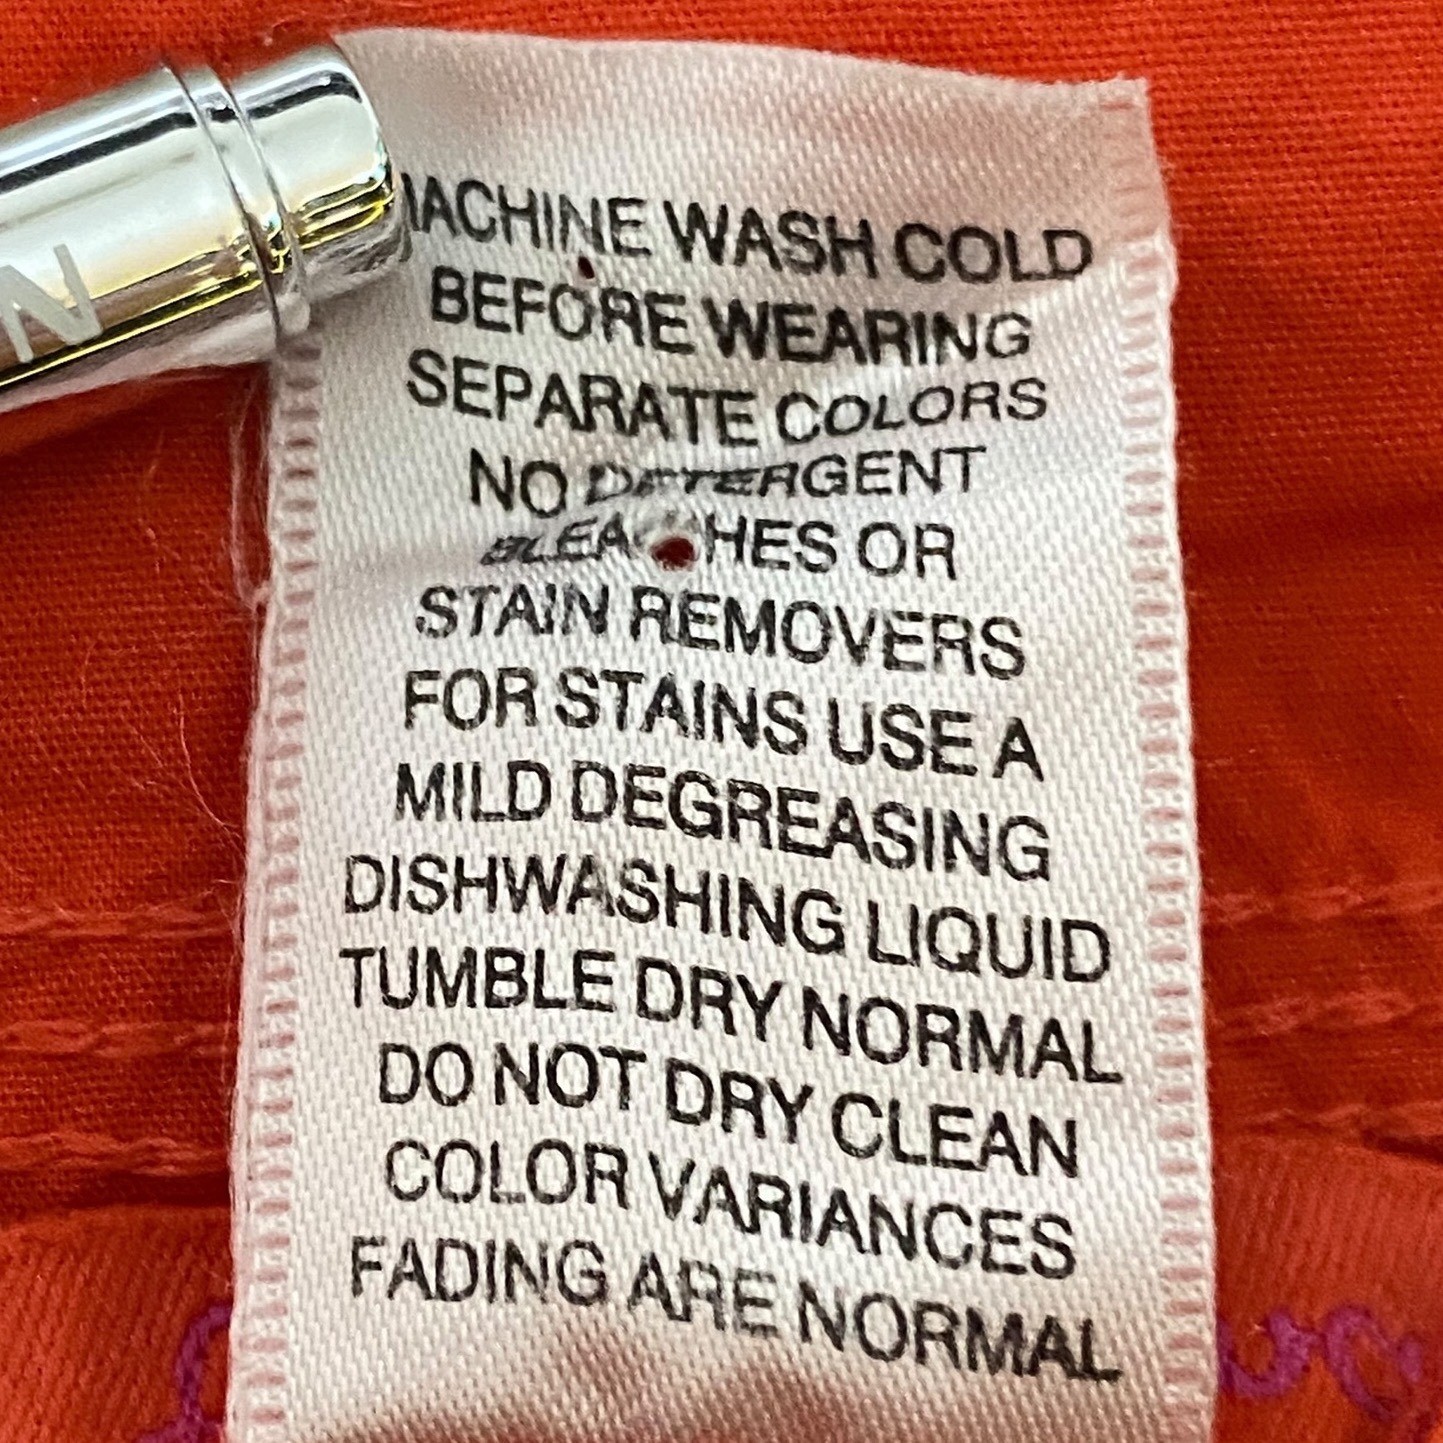 N
MACHINE WASH COLD
BEFORE WEARING
SEPARATE COLORS
NO DETERGENT
BLEACHES OR
STAIN REMOVERS
FOR STAINS USE A
MILD DEGREASING
DISHWASHING LIQUID
TUMBLE DRY NORMAL
DO NOT DRY CLEAN
COLOR VARIANCES
FADING ARE NORMAL